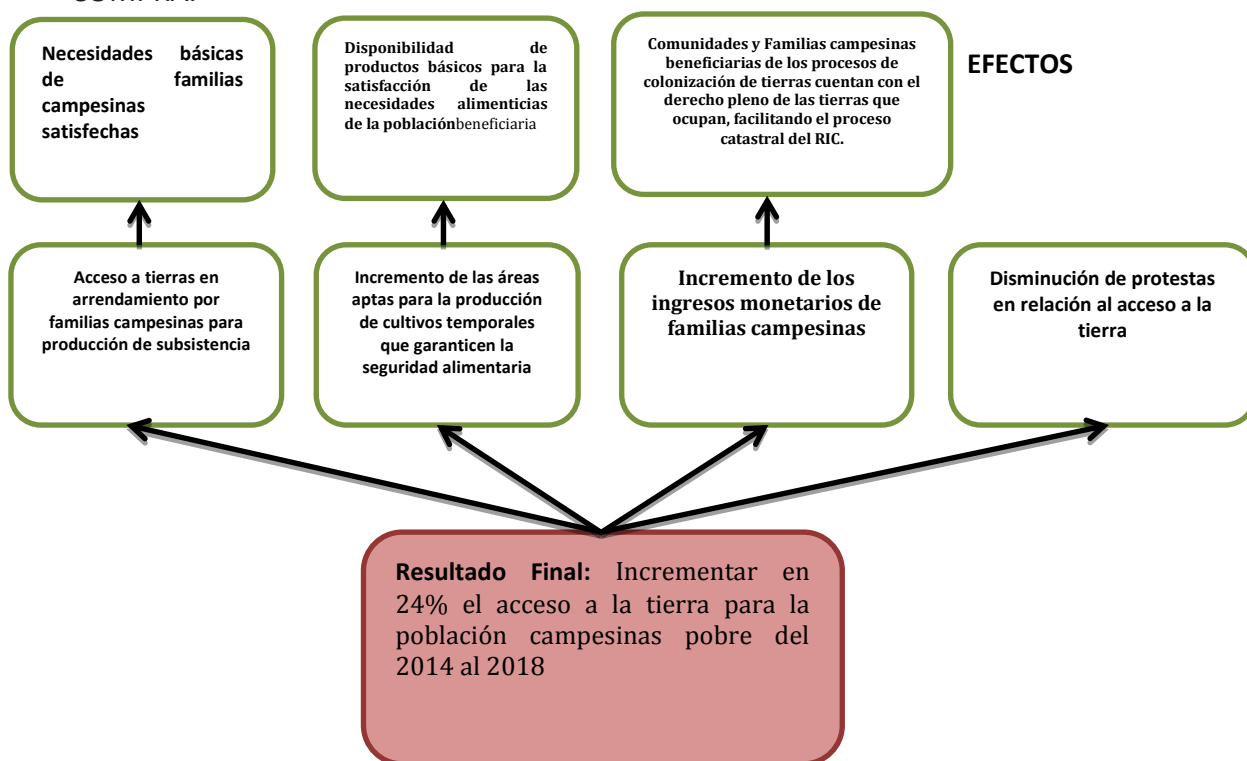 Necesidades básicas
de familias
campesinas
satisfechas
Disponibilidad de
productos básicos para la
satisfacción de las
necesidades alimenticias
de la poblaciónbeneficiaria
Comunidades y Familias campesinas
beneficiarias de los procesos de
colonización de tierras cuentan con el
derecho pleno de las tierras que
ocupan, facilitando el proceso
catastral del RIC.
EFECTOS
Acceso a tierras en
arrendamiento por
familias campesinas para
producción de subsistencia
Incremento de las áreas
aptas para la producción
de cultivos temporales
que garanticen la
seguridad alimentaria
Incremento de los
ingresos monetarios de
familias campesinas
Disminución de protestas
en relación al acceso a la
tierra
Resultado Final: Incrementar en
24% el acceso a la tierra para la
población campesinas pobre del
2014 al 2018